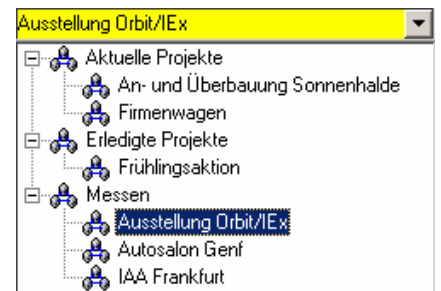 Ausstellung Orbit/IEx
Aktuelle Projekte
An- und Überbauung Sonnenhalde
Firmenwagen
Erledigte Projekte
Frühlingsaktion
Messen
Ausstellung Orbit/IEx
Autosalon Genf
IAA Frankfurt